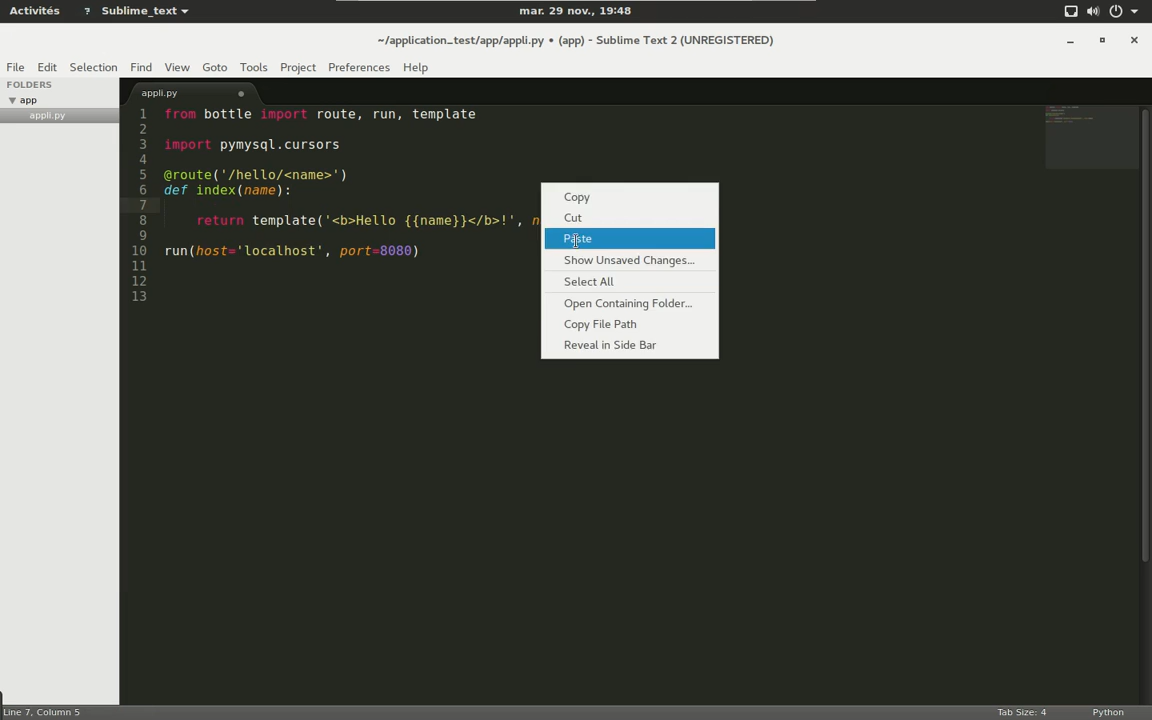 Activités ? Sublime_text mar. 29 nov., 19:48
~/application_test/app/appli.py • (app) - Sublime Text 2 (UNREGISTERED)
File Edit Selection Find View Goto Tools Project Preferences Help
FOLDERS
app
appli.py
appli.py
1 from bottle import route, run, template
2
3 import pymysql.cursors
4
5 @route('/hello/<name>')
6 def index(name):
7
8 return template('<b>Hello {{name}}</b>!', n
9
10 run(host='localhost', port=8080)
11
12
13
Copy
Cut
Paste
Show Unsaved Changes...
Select All
Open Containing Folder...
Copy File Path
Reveal in Side Bar
Line 7, Column 5 Tab Size: 4 Python